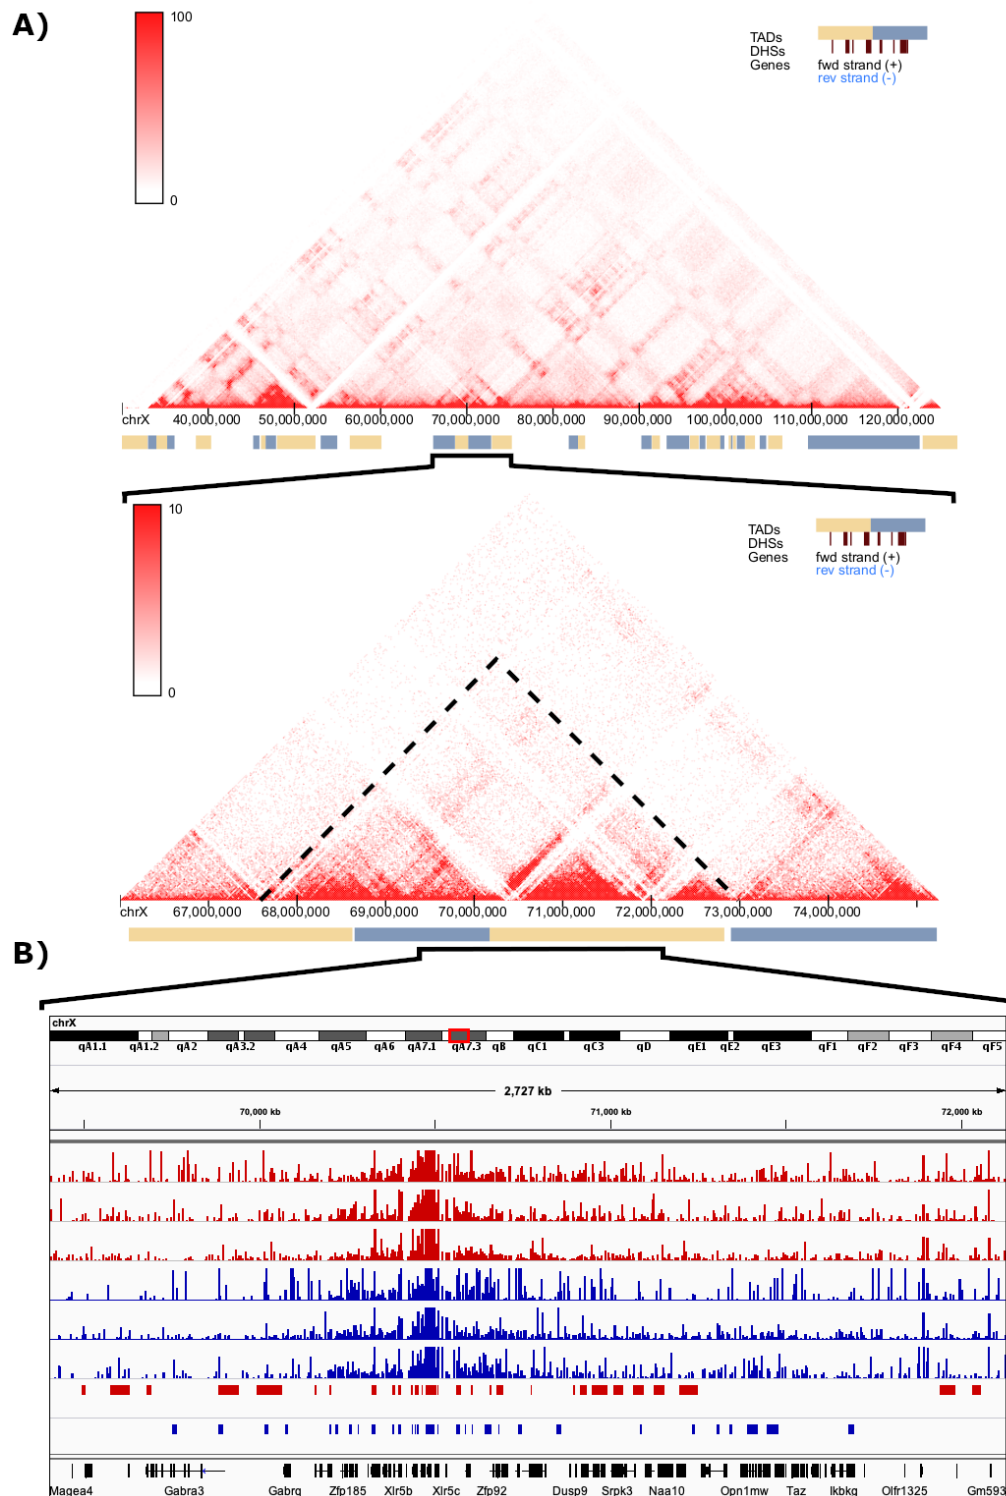 A)
100
0
TADs
DHSs
Genes fwd strand (+)
rev strand (-)
chrX 40,000,000 50,000,000 60,000,000 70,000,000 80,000,000 90,000,000 100,000,000 110,000,000 120,000,000
10
0
TADs
DHSs
Genes fwd strand (+)
rev strand (-)
chrX 67,000,000 68,000,000 69,000,000 70,000,000 71,000,000 72,000,000 73,000,000 74,000,000
B)
chrX
qA1.1 qA1.2 qA2 qA3.2 qA4 qA5 qA6 qA7.1 qA7.3 qB qC1 qC3 qD qE1 qE2 qE3 qF1 qF2 qF3 qF4 qF5
2,727 kb
70,000 kb 71,000 kb 72,000 kb
Magea4 Gabra3 Gabrq Zfp185 Xlr5b Xlr5c Zfp92 Dusp9 Srpk3 Naa10 Opn1mw Taz Ikbkg Olfr1325 Gm593